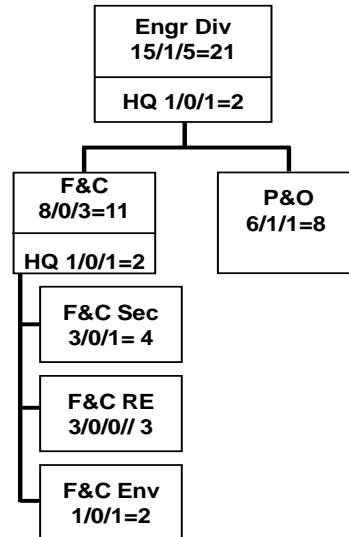 Engr Div
15/1/5=21
HQ 1/0/1=2
F&C
8/0/3=11
HQ 1/0/1=2
P&O
6/1/1=8
F&C Sec
3/0/1= 4
F&C RE
3/0/0// 3
F&C Env
1/0/1=2